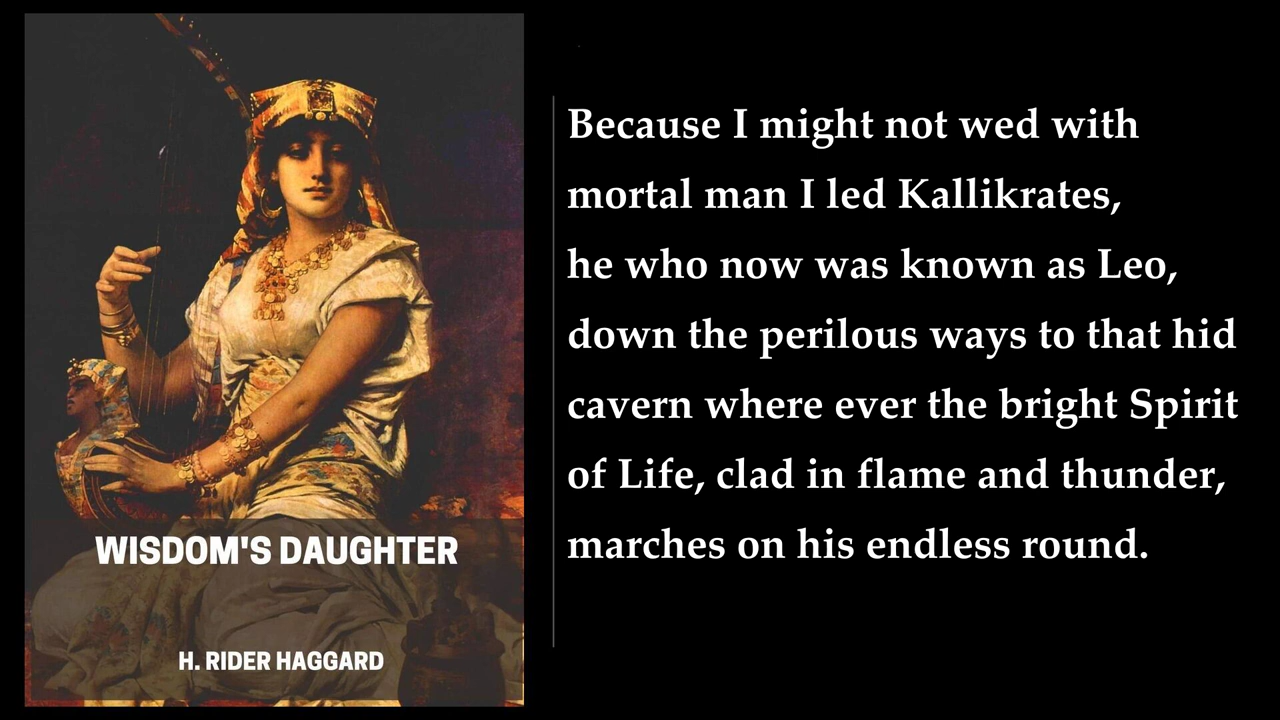 WISDOM'S DAUGHTER
H. RIDER HAGGARD
Because I might not wed with
mortal man I led Kallikrates,
he who now was known as Leo,
down the perilous ways to that hid
cavern where ever the bright Spirit
of Life, clad in flame and thunder,
marches on his endless round.